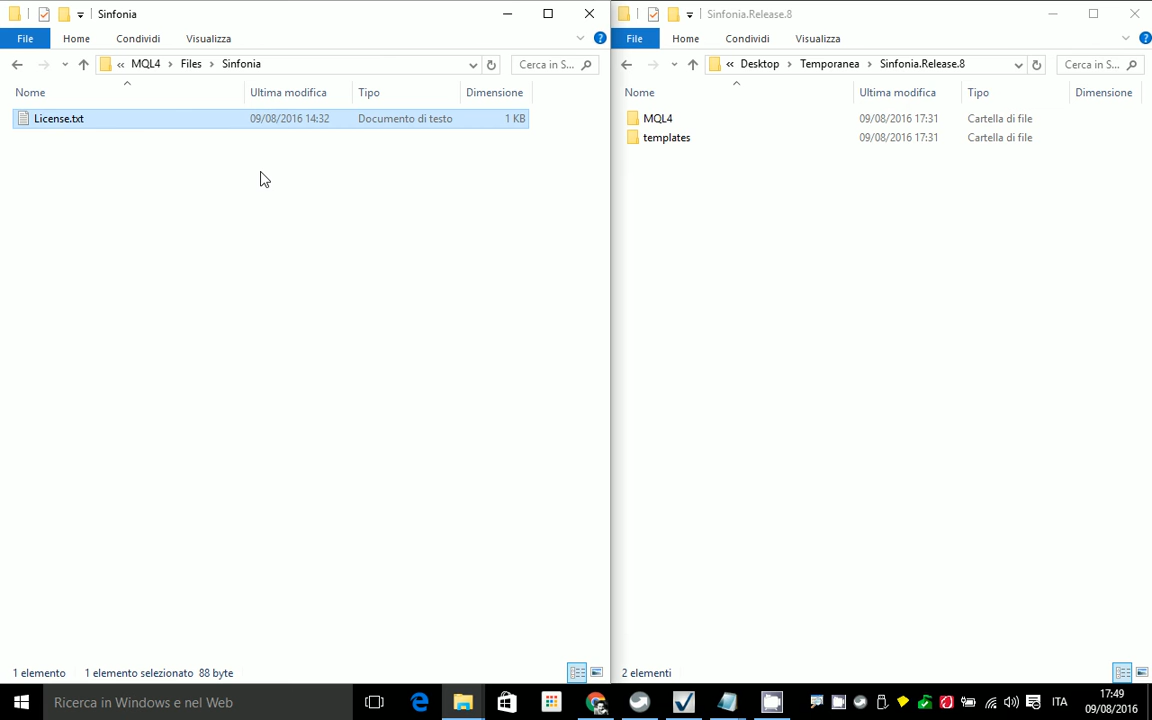 Sinfonia
File Home Condividi Visualizza
« MQL4 Files Sinfonia
Cerca in S...
Nome Ultima modifica Tipo Dimensione
License.txt 09/08/2016 14:32 Documento di testo 1 KB
1 elemento 1 elemento selezionato 88 byte
Sinfonia.Release.8
File Home Condividi Visualizza
« Desktop Temporanea Sinfonia.Release.8
Cerca in S...
Nome Ultima modifica Tipo Dimensione
MQL4 09/08/2016 17:31 Cartella di file
templates 09/08/2016 17:31 Cartella di file
2 elementi
Ricerca in Windows e nel Web
ITA
17:49
09/08/2016